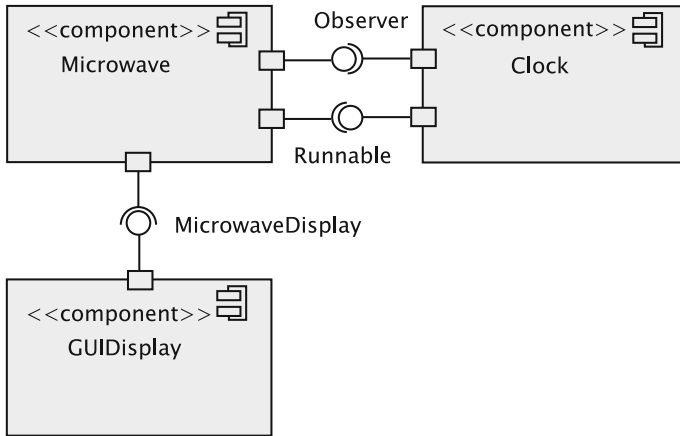 <<component>>
Microwave
Observer
<<component>>
Clock
Runnable
MicrowaveDisplay
<<component>>
GUIDisplay